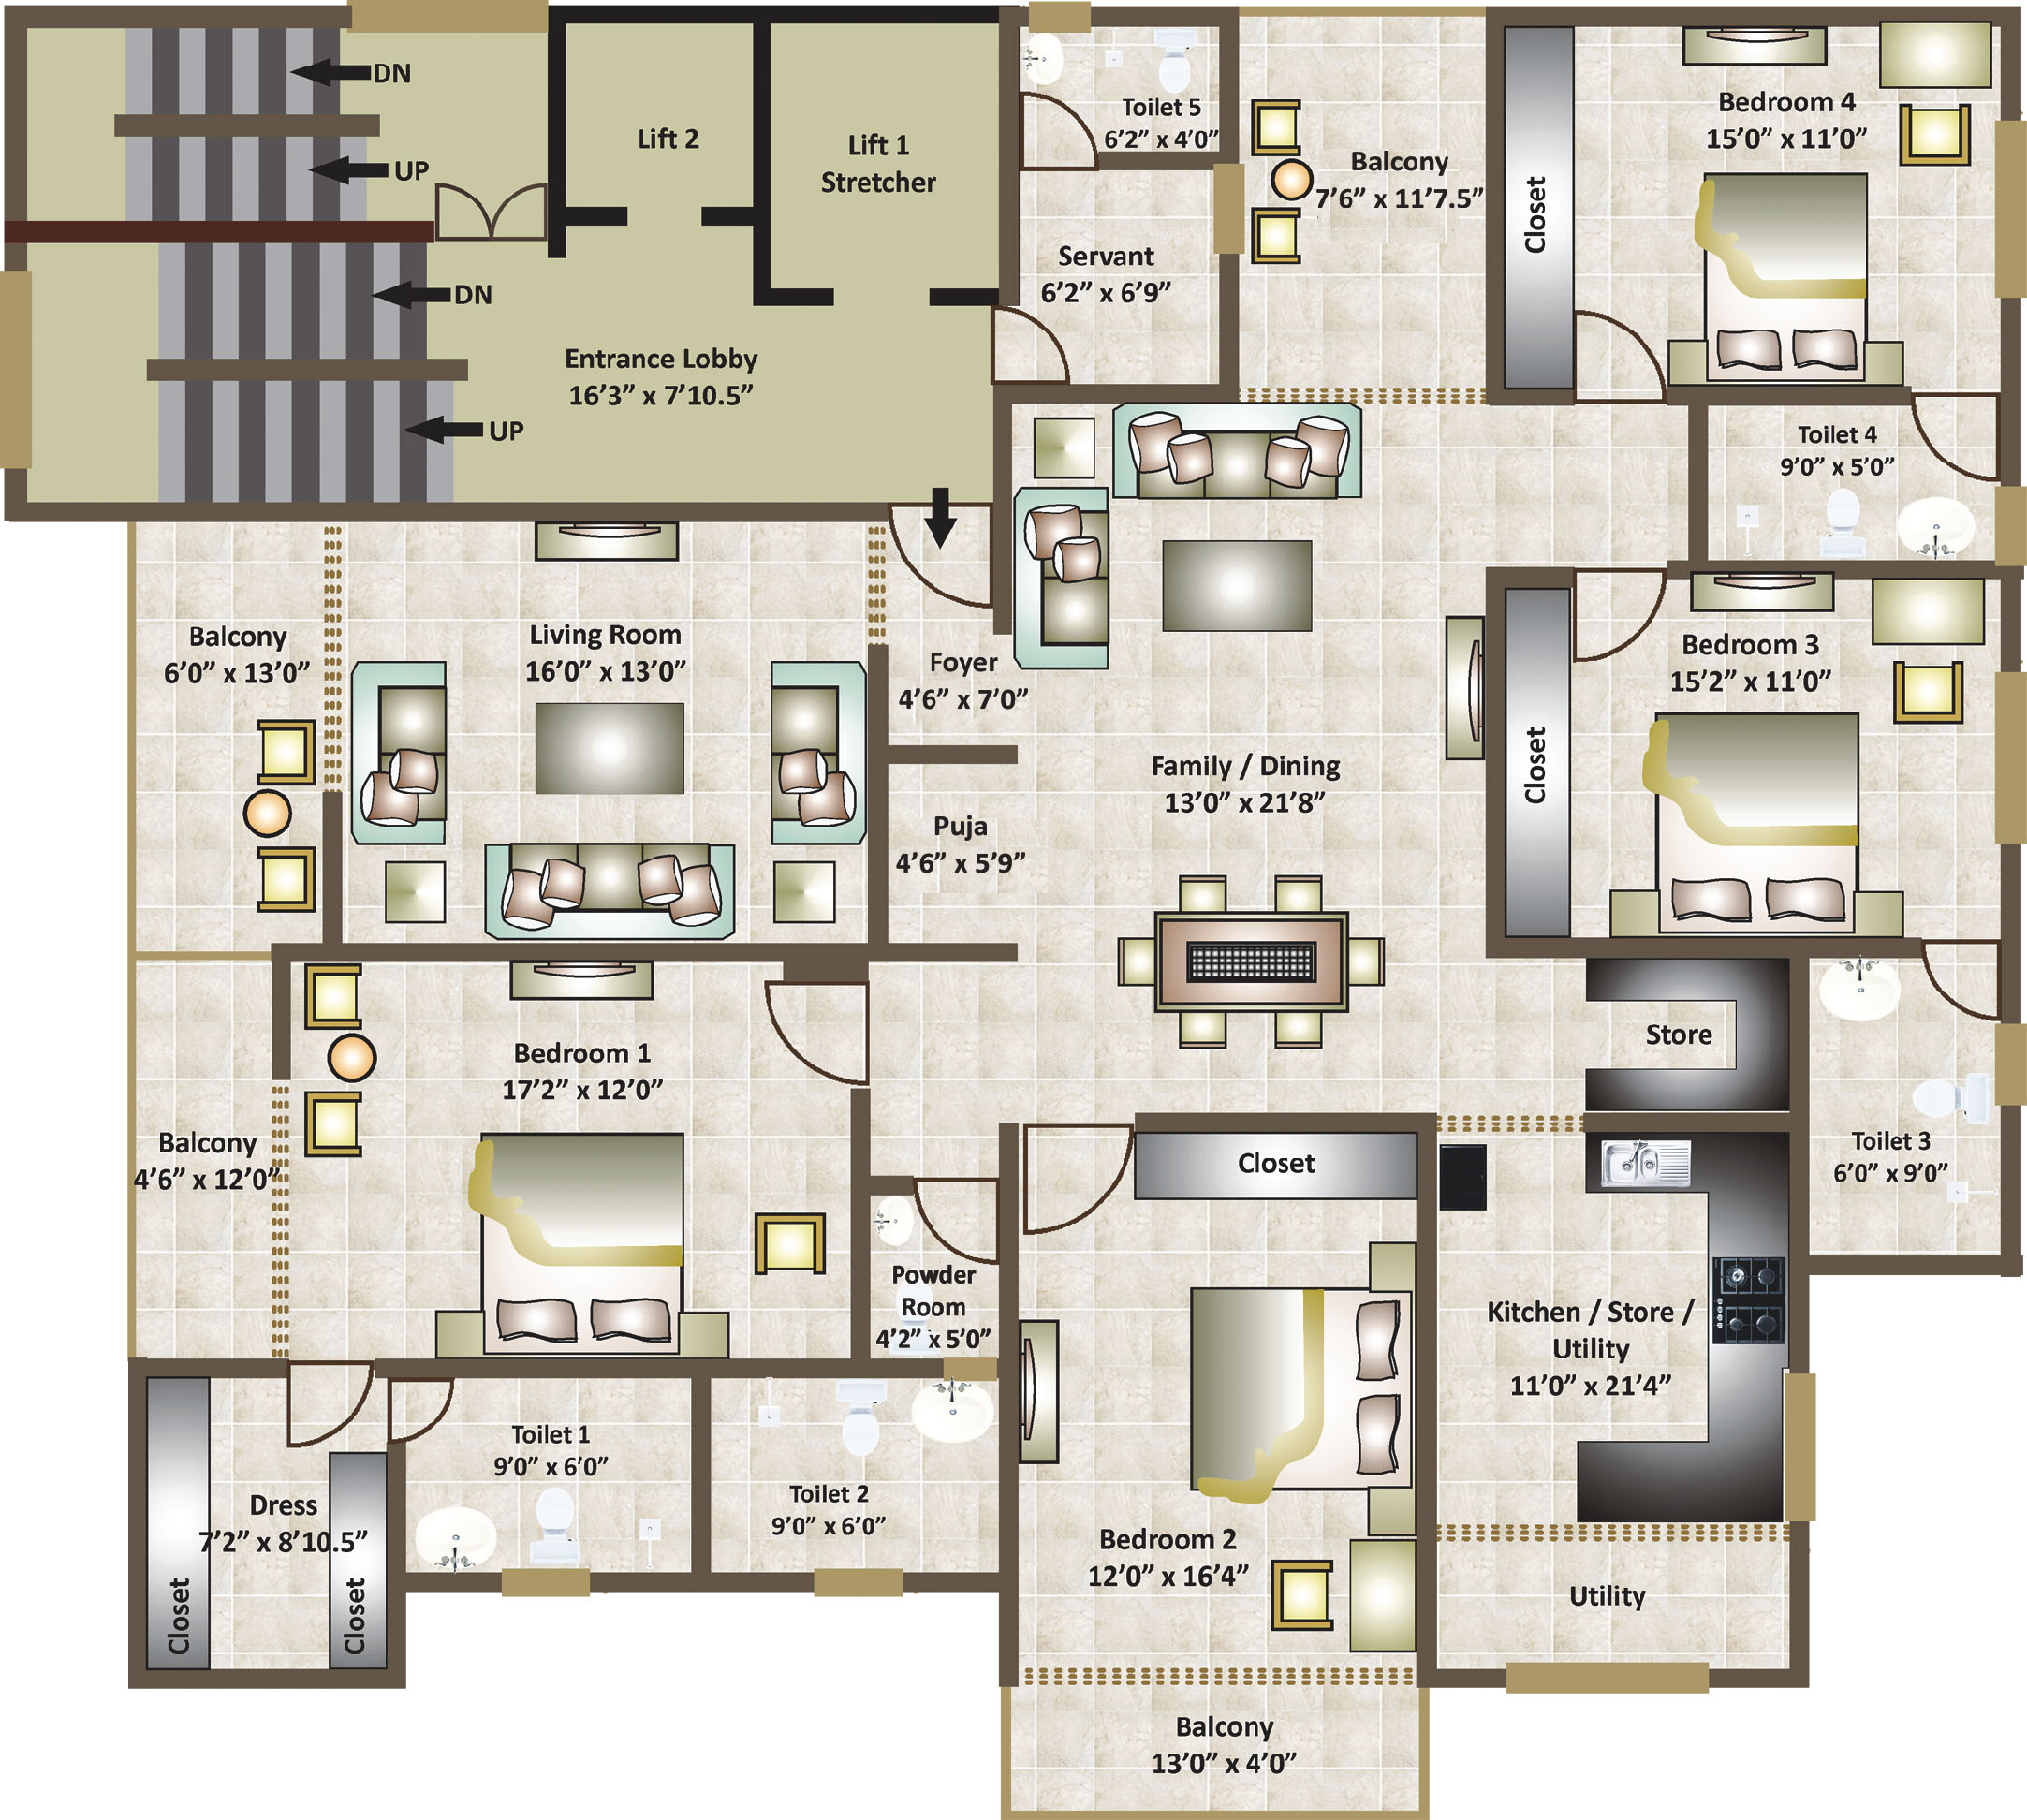 DN
UP
DN
UP
Lift 2
Lift 1
Stretcher
Entrance Lobby
16’3” x 7’10.5”
Toilet 5
6’2” x 4’0”
Servant
6’2” x 6’9”
Balcony
7’6” x 11’7.5”
Closet
Bedroom 4
15’0” x 11’0”
Toilet 4
9’0” x 5’0”
Balcony
6’0” x 13’0”
Living Room
16’0” x 13’0”
Foyer
4’6” x 7’0”
Puja
4’6” x 5’9”
Family / Dining
13’0” x 21’8”
Closet
Bedroom 3
15’2” x 11’0”
Store
Toilet 3
6’0” x 9’0”
Balcony
4’6” x 12’0”
Bedroom 1
17’2” x 12’0”
Powder
Room
4’2” x 5’0”
Closet
Kitchen / Store /
Utility
11’0” x 21’4”
Toilet 1
9’0” x 6’0”
Toilet 2
9’0” x 6’0”
Dress
7’2” x 8’10.5”
Closet
Closet
Bedroom 2
12’0” x 16’4”
Utility
Balcony
13’0” x 4’0”